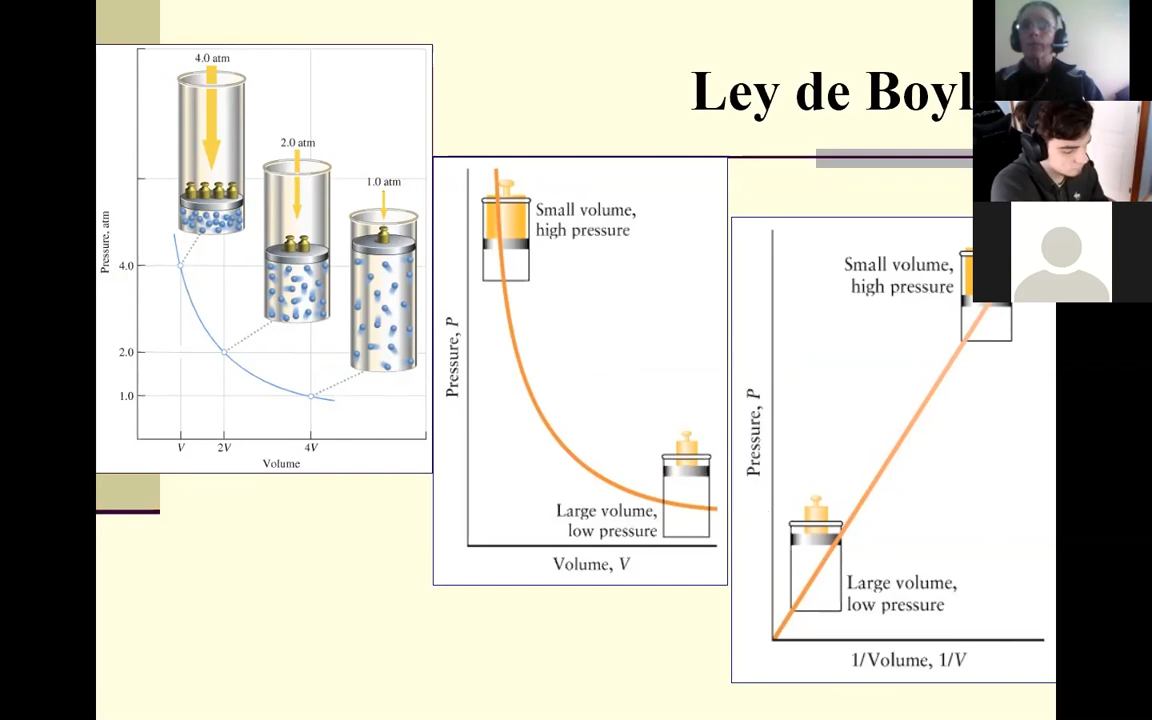 Ley de Boyl
4.0 atm
2.0 atm
1.0 atm
Pressure, atm
4.0
2.0
1.0
V
2V
4V
Volume
Small volume,
high pressure
Pressure, P
Large volume,
low pressure
Volume, V
Small volume,
high pressure
Pressure, P
Large volume,
low pressure
1/Volume, 1/V